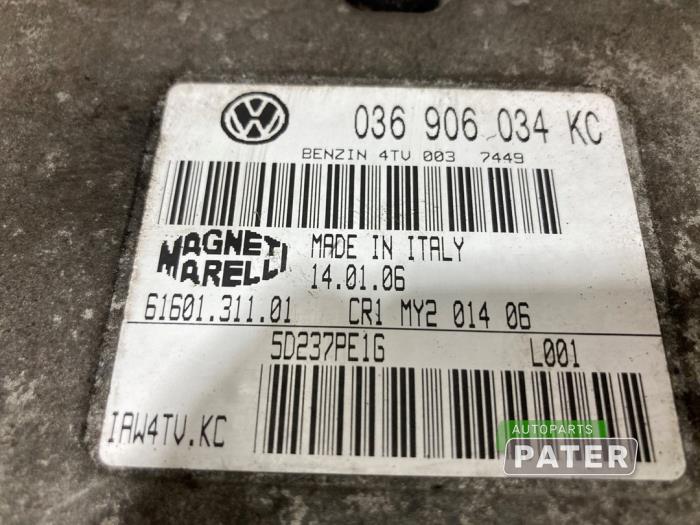 036 906 034 KC
BENZIN 4TV 003 7449
MAGNETI MARELLI
MADE IN ITALY
14.01.06
61601.311.01 CR1 MY2 014 06
5D237PE1G L001
IAW4TV.KC
AUTOPARTS
PATER